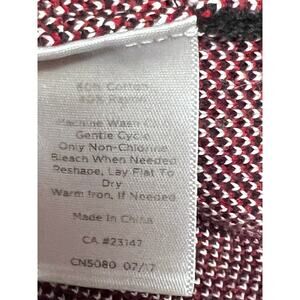 60% Cotton
40% Rayon
Machine Wash Cold
Gentle Cycle
Only Non-Chlorine
Bleach When Needed
Reshape, Lay Flat To
Dry
Warm Iron, If Needed
Made In China
CA #23147
CN5080 07/17